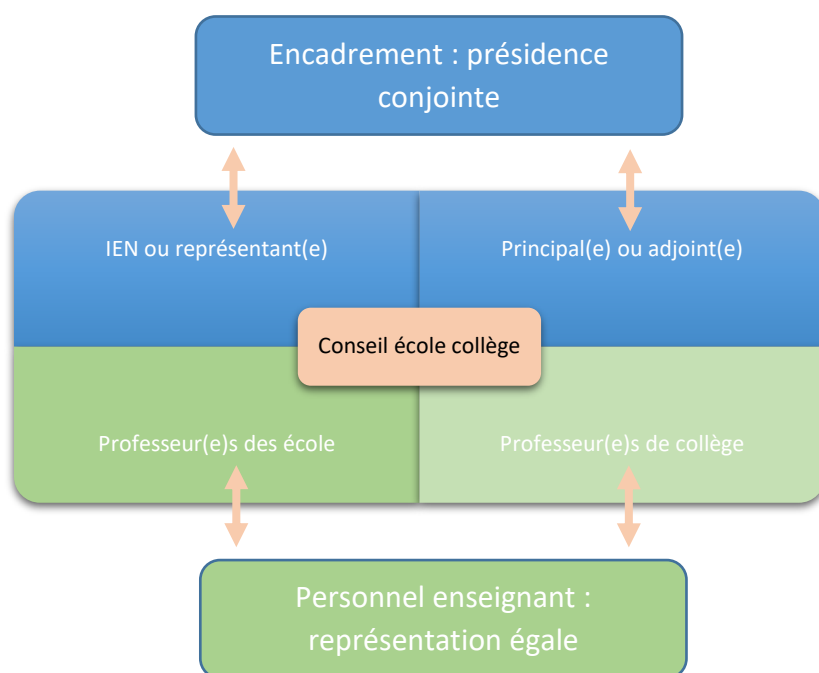 Encadrement : présidence
conjointe
IEN ou représentant(e)
Principal(e) ou adjoint(e)
Conseil école collège
Professeur(e)s des école
Professeur(e)s de collège
Personnel enseignant :
représentation égale